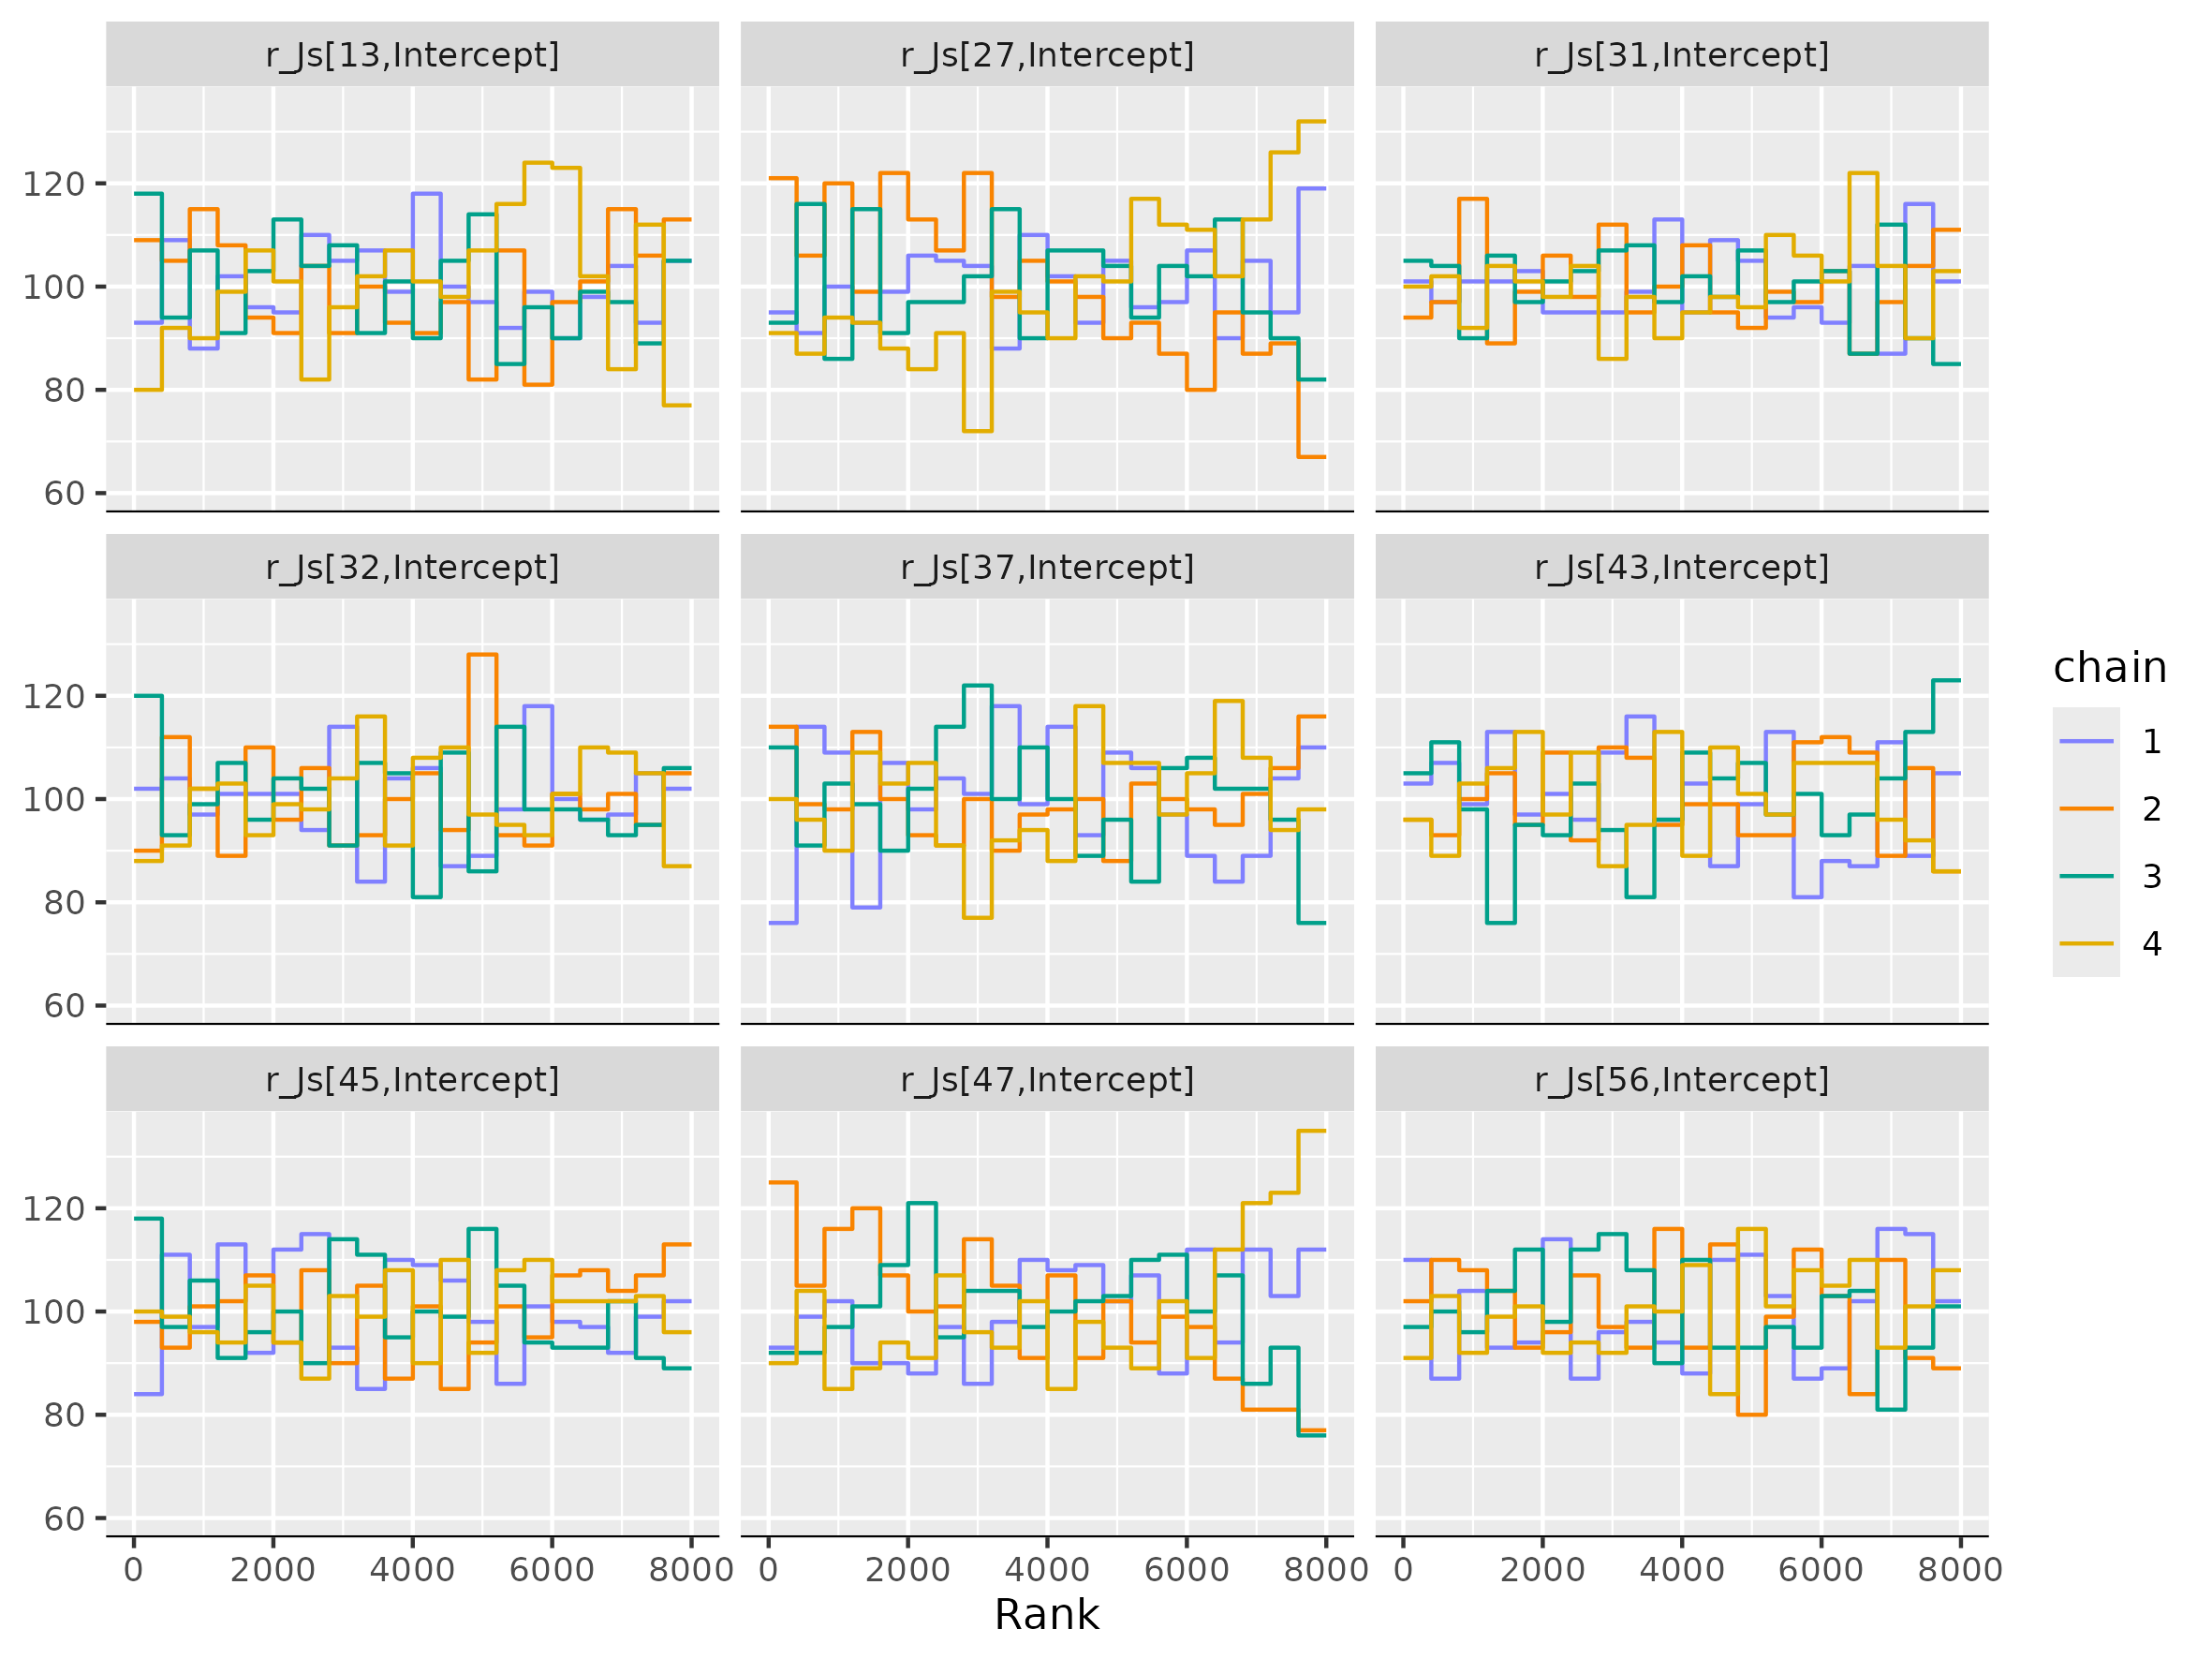 r_Js[13,Intercept]
r_Js[27,Intercept]
r_Js[31,Intercept]
120
100
80
60
r_Js[32,Intercept]
r_Js[37,Intercept]
r_Js[43,Intercept]
120
100
80
60
r_Js[45,Intercept]
r_Js[47,Intercept]
r_Js[56,Intercept]
120
100
80
60
0 2000 4000 6000 8000
0 2000 4000 6000 8000
0 2000 4000 6000 8000
Rank
chain
1
2
3
4